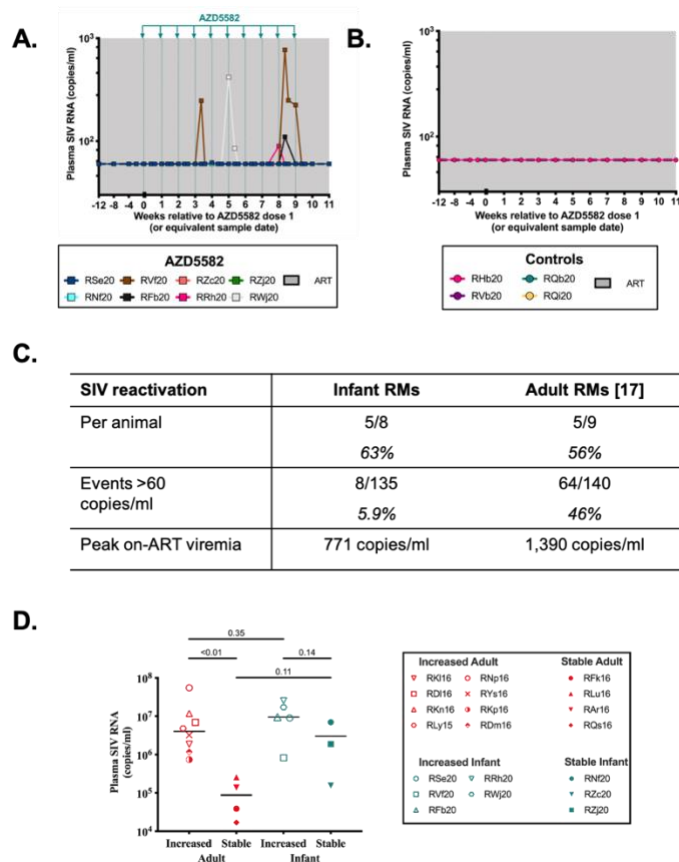 A.
AZD5582
Plasma SIV RNA (copies/ml)
10³
10²
-12 -8 -4 0 1 2 3 4 5 6 7 8 9 11
Weeks relative to AZD5582 dose 1
(or equivalent sample date)
AZD5582
RSe20 RVf20 RZc20 RZj20 ART
RNf20 RFb20 RRh20 RWj20
B.
Plasma SIV RNA (copies/ml)
10³
10²
-12 -8 -4 0 1 2 3 4 5 6 7 8 9 11
Weeks relative to AZD5582 dose 1
(or equivalent sample date)
Controls
RHb20 RQb20 ART
RVb20 RQi20
C.
SIV reactivation Infant RMs Adult RMs [17]
Per animal 5/8 5/9
63% 56%
Events >60 copies/ml 8/135 64/140
5.9% 46%
Peak on-ART viremia 771 copies/ml 1,390 copies/ml
D.
Plasma SIV RNA
(copies/ml)
10⁸
10⁷
10⁶
10⁵
10⁴
0.35
<0.01 0.14
0.11
Increased Stable Increased Stable
Adult Infant
Increased Adult Stable Adult
RKl16 RNp16 RFk16
RDl16 RYs16 RLu16
RKn16 RKp16 RAr16
RLy15 RDm16 RQs16
Increased Infant Stable Infant
RSe20 RRh20 RNf20
RVf20 RWj20 RZc20
RFb20 RZj20